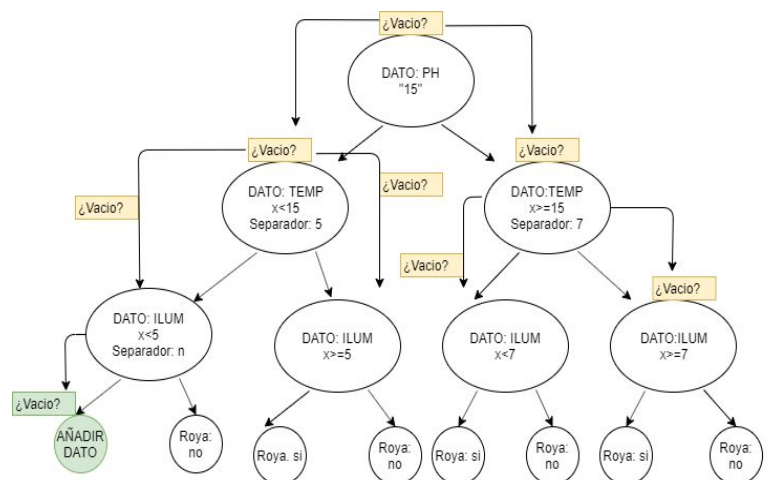 ¿Vacio?
DATO: PH
"15"
¿Vacio?
¿Vacio?
DATO: TEMP
x<15
Separador: 5
DATO:TEMP
x>=15
Separador: 7
¿Vacio?
¿Vacio?
¿Vacio?
¿Vacio?
DATO: ILUM
x<5
Separador: n
DATO: ILUM
x>=5
DATO: ILUM
x<7
DATO:ILUM
x>=7
¿Vacio?
AÑADIR
DATO
Roya:
no
Roya. si
Roya:
no
Roya: si
Roya:
no
Roya: si
Roya:
no